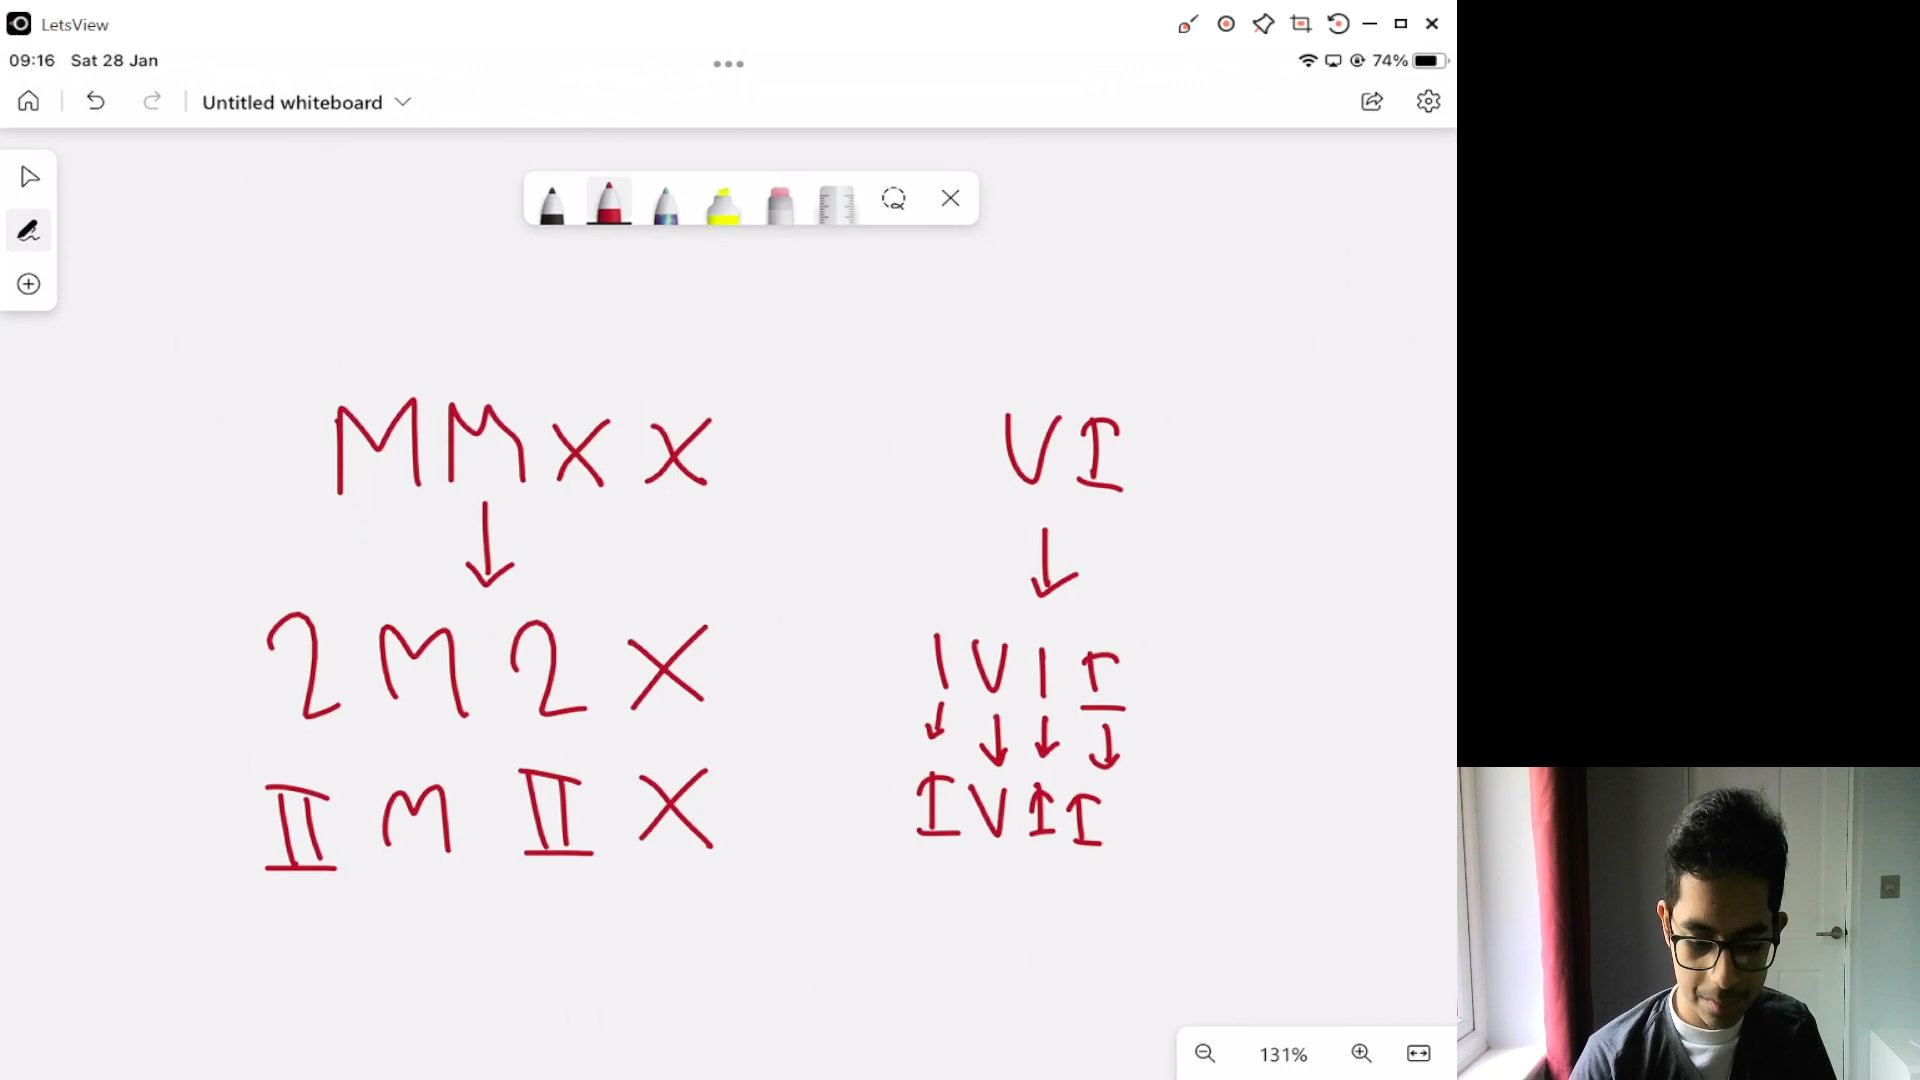 LetsView
09:16 Sat 28 Jan
74%
Untitled whiteboard
MMXX
VI
2M2X
IVII
IIMIIX
IVII
131%